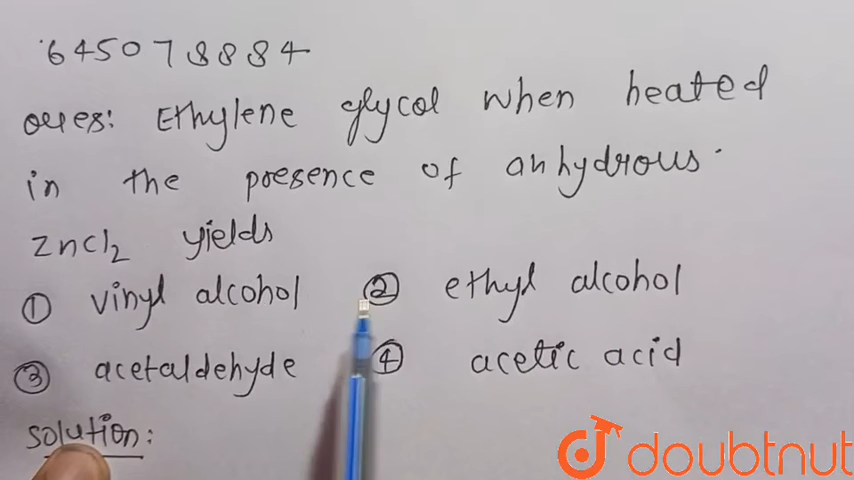 645078884
Ques: Ethylene glycol when heated
in the presence of anhydrous
ZnCl2 yields
① vinyl alcohol ② ethyl alcohol
③ acetaldehyde ④ acetic acid
Solution:
doubtnut